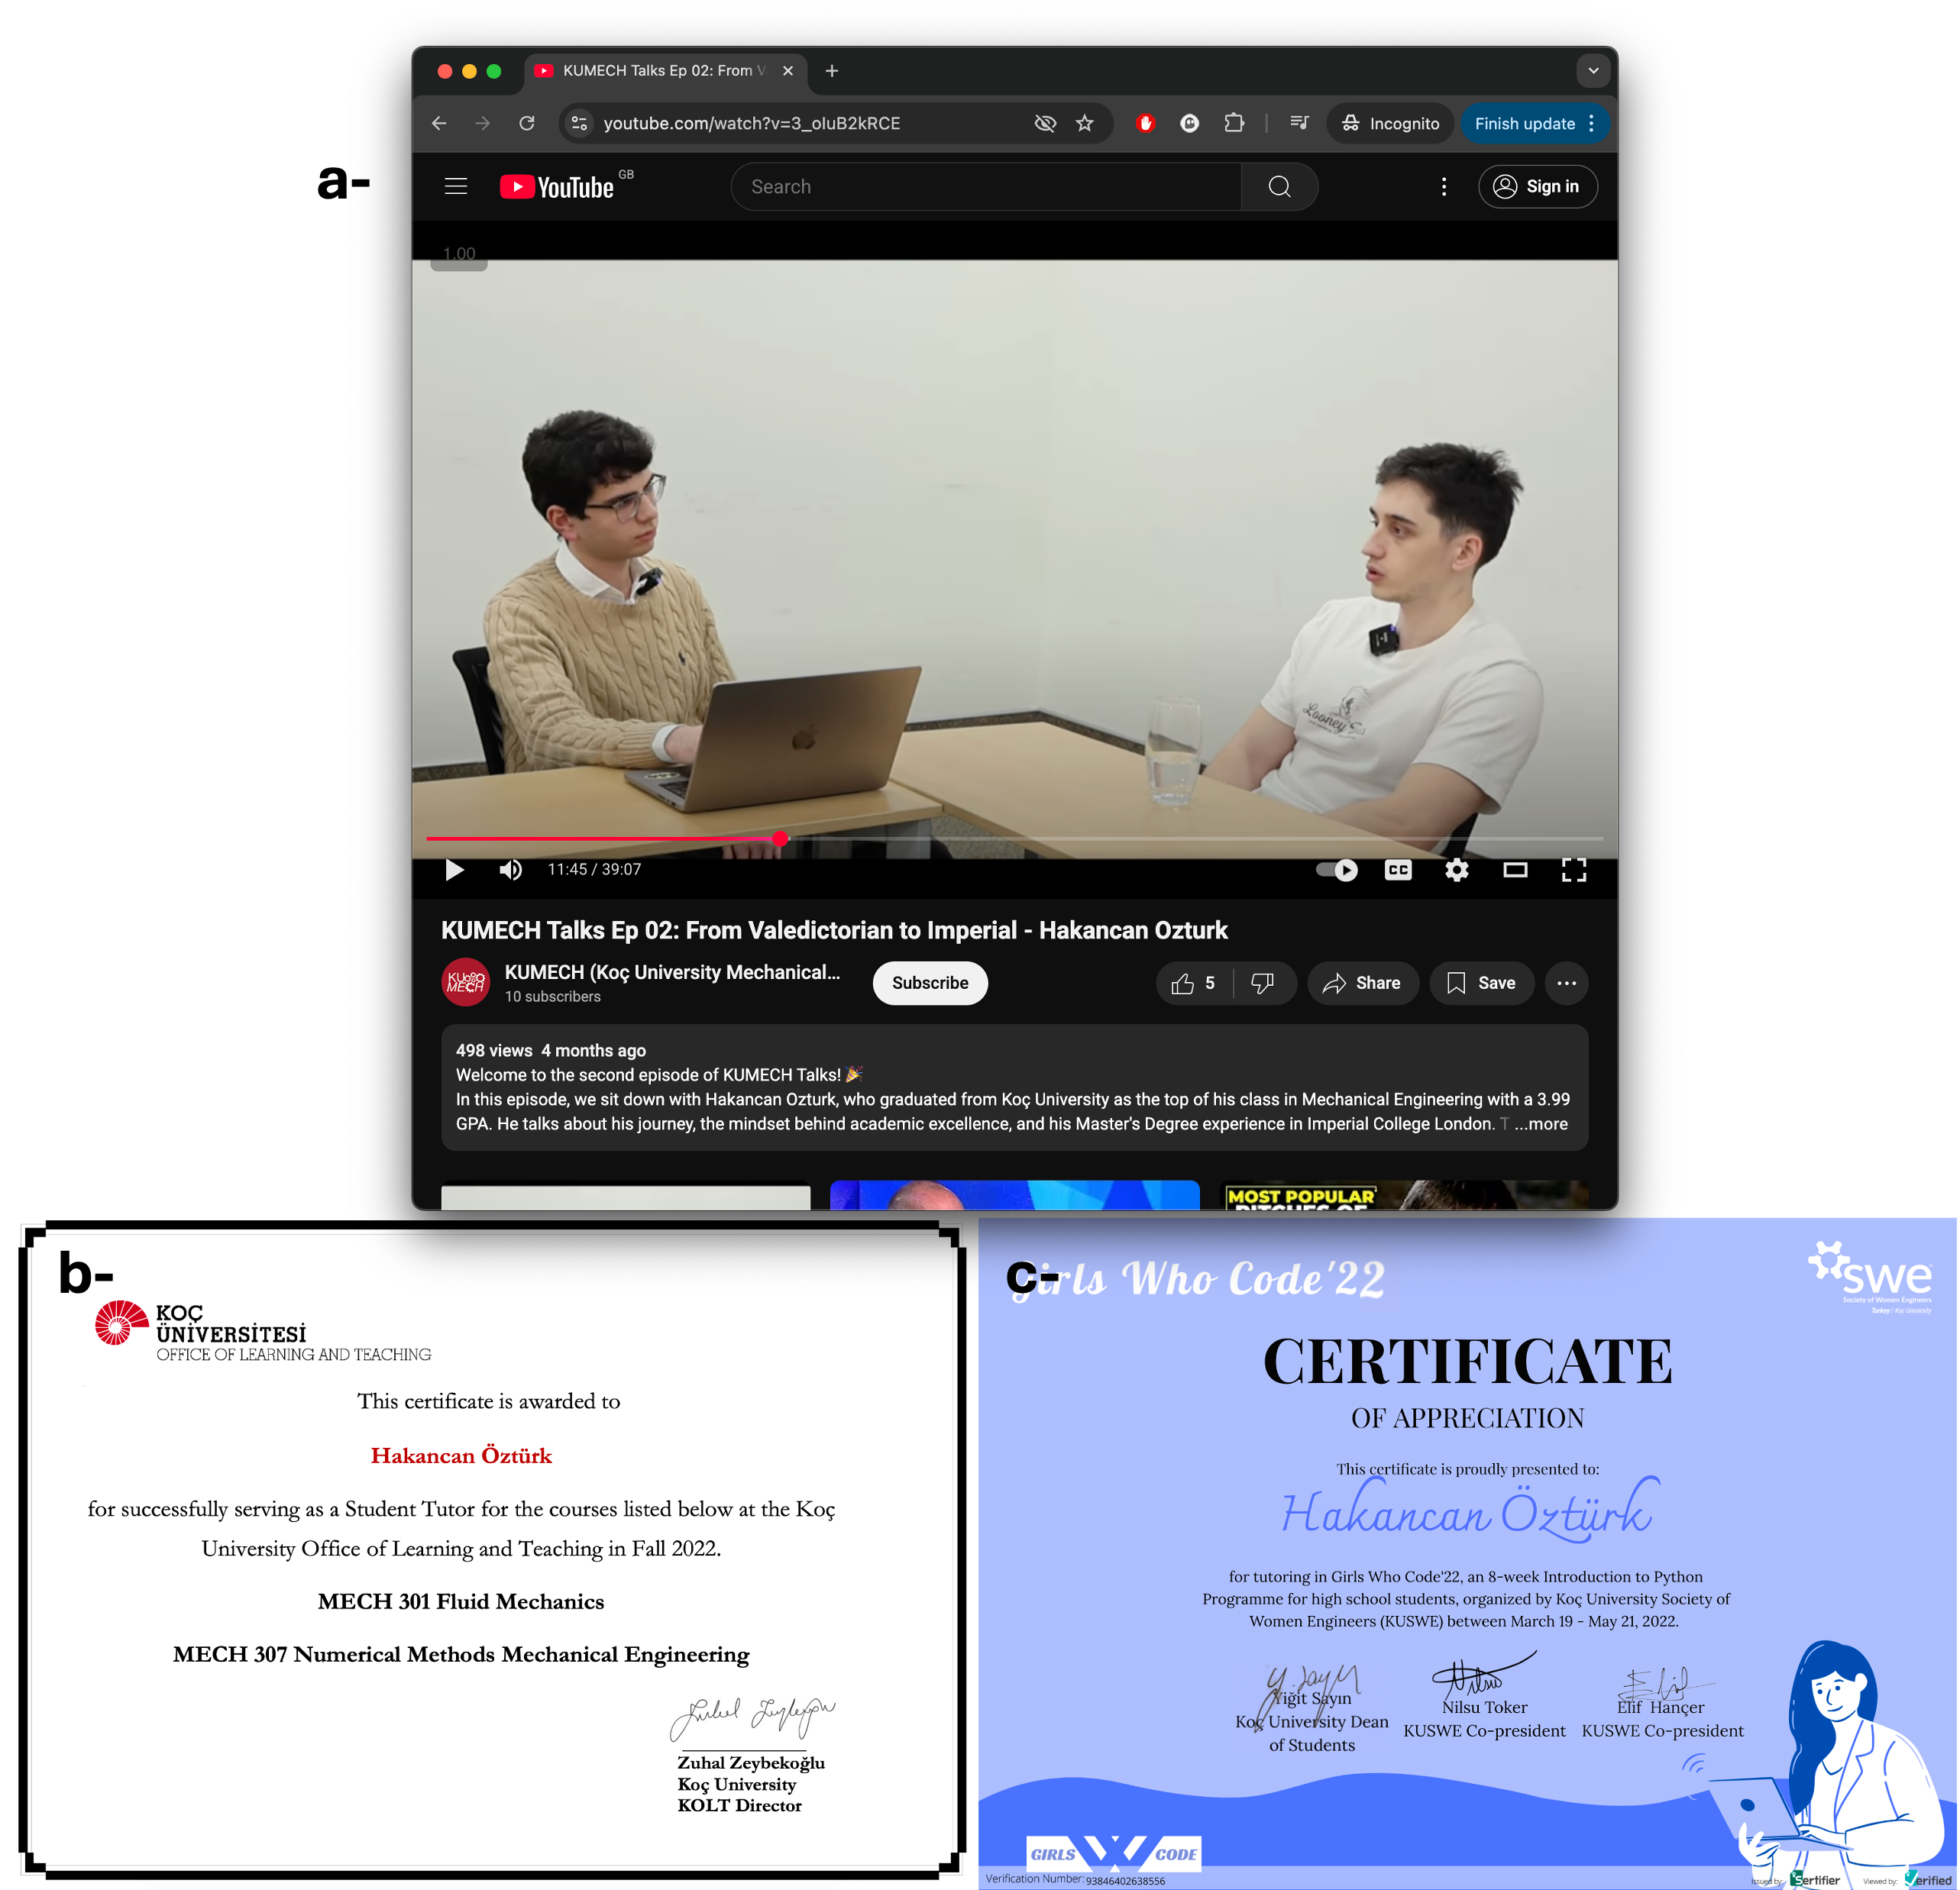 a-
KUMECH Talks Ep 02: From V
youtube.com/watch?v=3_oluB2kRCE
Incognito
Finish update
YouTube GB
Search
Sign in
1.00
Looney
11:45 / 39:07
CC
KUMECH Talks Ep 02: From Valedictorian to Imperial - Hakancan Ozturk
KUMECH
KUMECH (Koç University Mechanical...
10 subscribers
Subscribe
5
Share
Save
498 views 4 months ago
Welcome to the second episode of KUMECH Talks! 🎉
In this episode, we sit down with Hakancan Ozturk, who graduated from Koç University as the top of his class in Mechanical Engineering with a 3.99
GPA. He talks about his journey, the mindset behind academic excellence, and his Master's Degree experience in Imperial College London. T ...more
MOST POPULAR
PITCHES OF
b-
KOÇ
ÜNİVERSİTESİ
OFFICE OF LEARNING AND TEACHING
This certificate is awarded to
Hakancan Öztürk
for successfully serving as a Student Tutor for the courses listed below at the Koç
University Office of Learning and Teaching in Fall 2022.
MECH 301 Fluid Mechanics
MECH 307 Numerical Methods Mechanical Engineering
Zuhal Zeybekoğlu
Koç University
KOLT Director
c-
Girls Who Code'22
swe
Society of Women Engineers
Turkey / Koc University
CERTIFICATE
OF APPRECIATION
This certificate is proudly presented to:
Hakancan Öztürk
for tutoring in Girls Who Code'22, an 8-week Introduction to Python
Programme for high school students, organized by Koç University Society of
Women Engineers (KUSWE) between March 19 - May 21, 2022.
Yiğit Sayın
Koç University Dean
of Students
Nilsu Toker
KUSWE Co-president
Elif Hançer
KUSWE Co-president
GIRLS W CODE
Verification Number: 93846402638556
Issued by: Sertifier
Viewed by: Verified